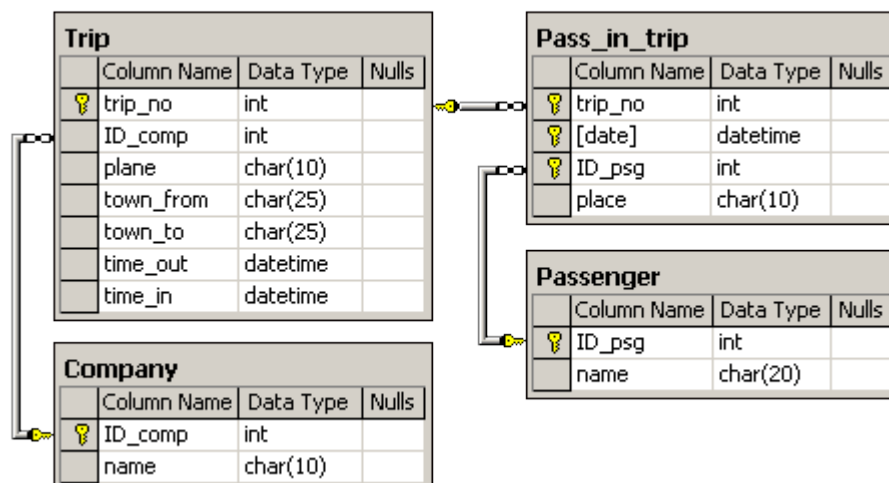 Trip
Column Name Data Type Nulls
trip_no int
ID_comp int
plane char(10)
town_from char(25)
town_to char(25)
time_out datetime
time_in datetime
Company
Column Name Data Type Nulls
ID_comp int
name char(10)
Pass_in_trip
Column Name Data Type Nulls
trip_no int
[date] datetime
ID_psg int
place char(10)
Passenger
Column Name Data Type Nulls
ID_psg int
name char(20)